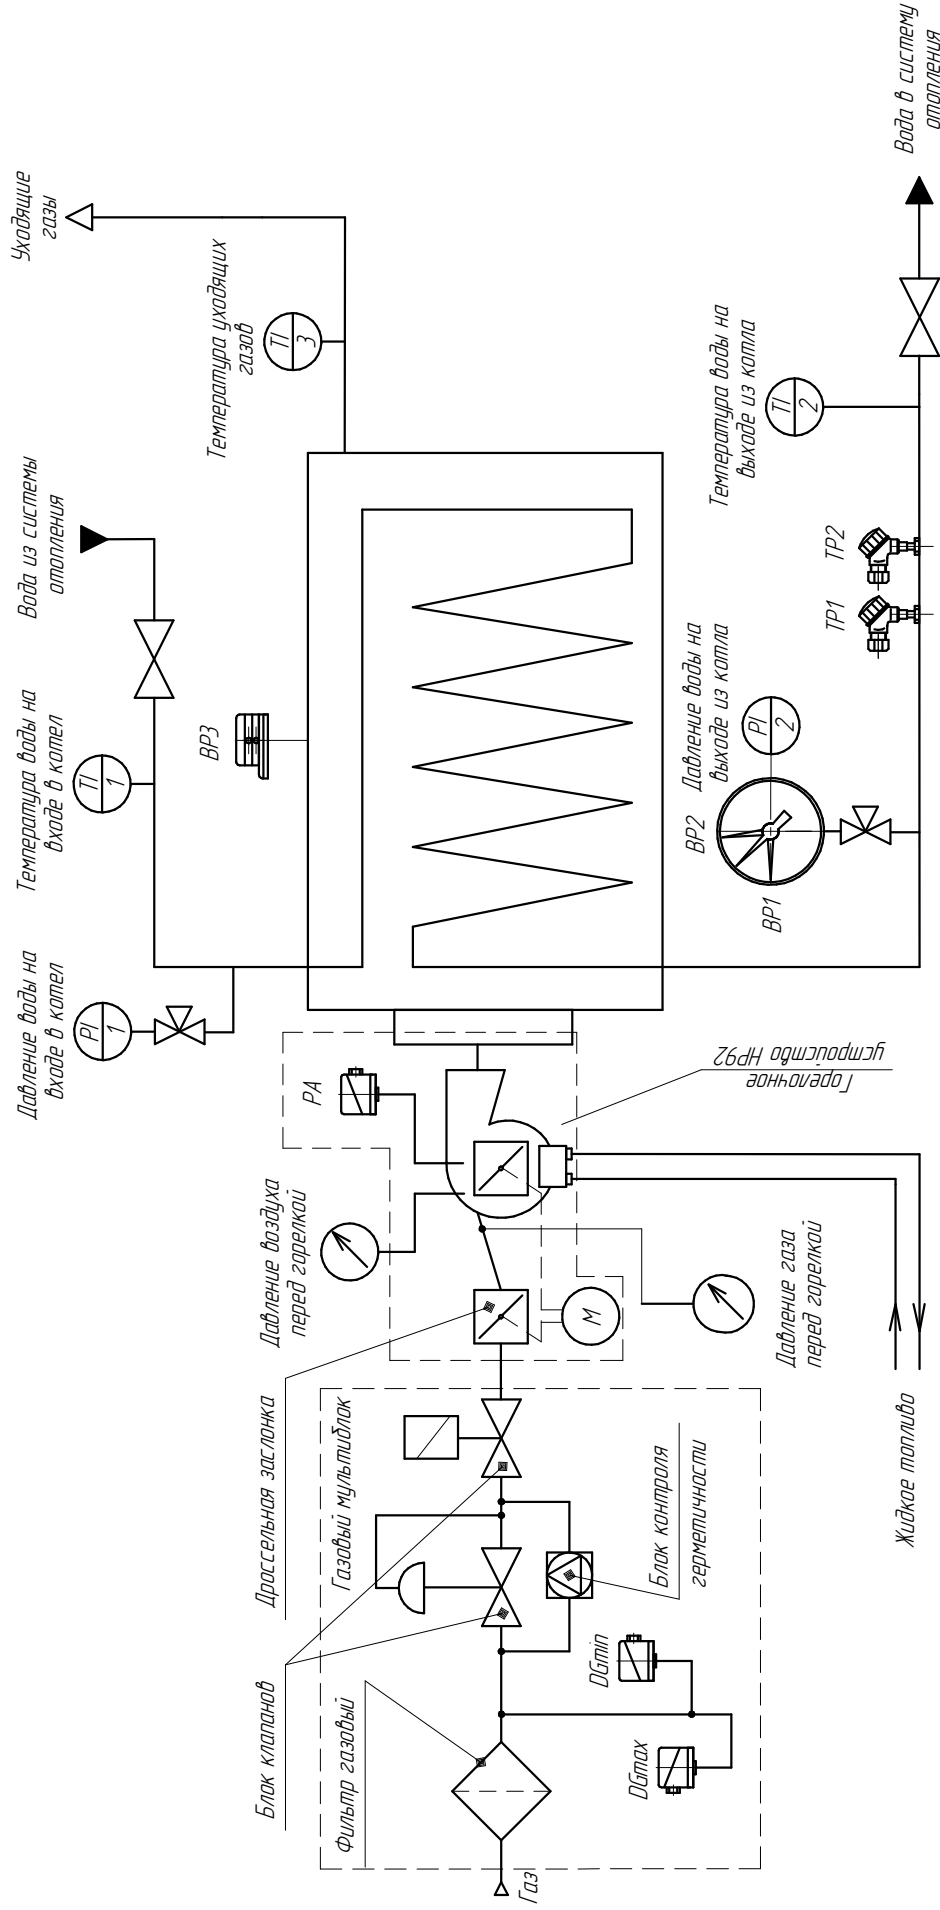 Уходящие
газы
Вода из системы
отопления
Температура воды на
входе в котел
Давление воды на
входе в котел
TI
1
PI
1
Температура уходящих
газов
TI
3
BP3
Вода в систему
отопления
Температура воды на
выходе из котла
TI
2
TP2
TP1
Давление воды на
выходе из котла
PI
2
BP2
BP1
Горелочное
устройство HP92
PA
Давление воздуха
перед горелкой
M
Давление газа
перед горелкой
Жидкое топливо
Дроссельная заслонка
Газовый мультиблок
Блок контроля
герметичности
Блок клапанов
Фильтр газовый
DGmin
DGmax
Газ